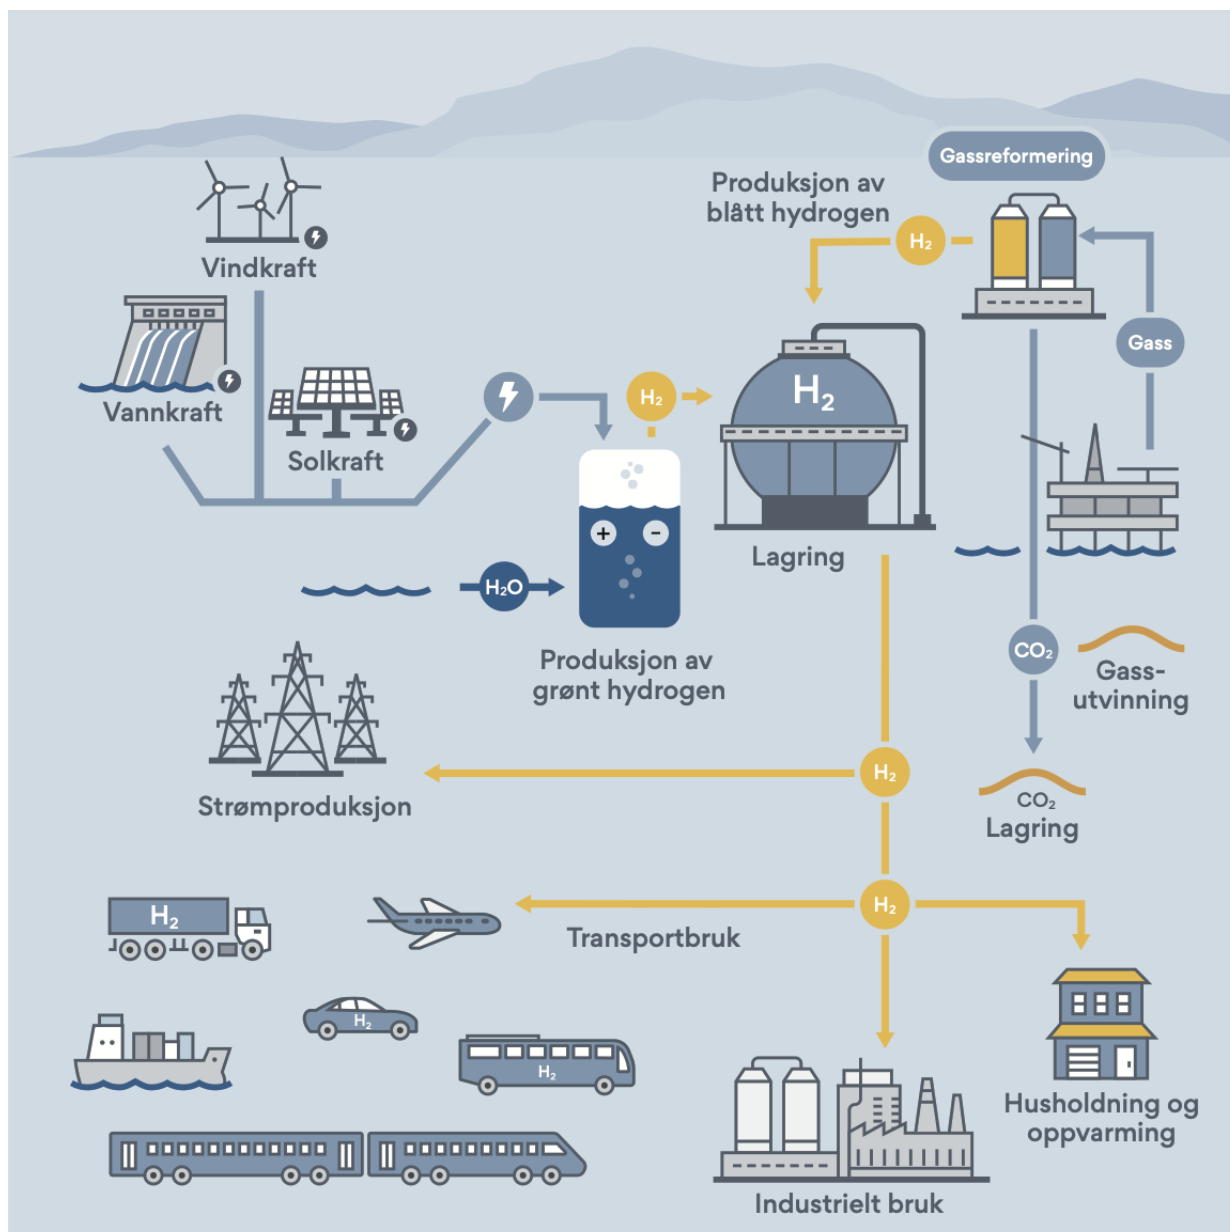 Gassreformering
Produksjon av
blått hydrogen
H₂
Vindkraft
Gass
Vannkraft
H₂
H₂
Solkraft
+
-
Lagring
H₂O
CO₂
Produksjon av
grønt hydrogen
Gass-
utvinning
H₂
Strømproduksjon
CO₂
Lagring
H₂
H₂
Transportbruk
H₂
H₂
Husholdning og
oppvarming
Industrielt bruk